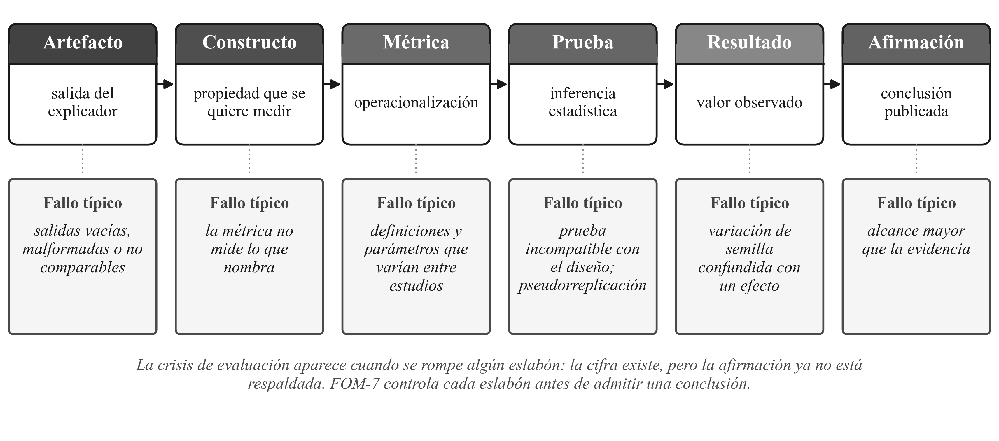 Artefacto
salida del
explicador
Constructo
propiedad que se
quiere medir
Métrica
operacionalización
Prueba
inferencia
estadística
Resultado
valor observado
Afirmación
conclusión
publicada
Fallo típico
salidas vacías,
malformadas o no
comparables
Fallo típico
la métrica no
mide lo que
nombra
Fallo típico
definiciones y
parámetros que
varían entre
estudios
Fallo típico
prueba
incompatible con
el diseño;
pseudorreplicación
Fallo típico
variación de
semilla
confundida con
un efecto
Fallo típico
alcance mayor
que la evidencia
La crisis de evaluación aparece cuando se rompe algún eslabón: la cifra existe, pero la afirmación ya no está
respaldada. FOM-7 controla cada eslabón antes de admitir una conclusión.